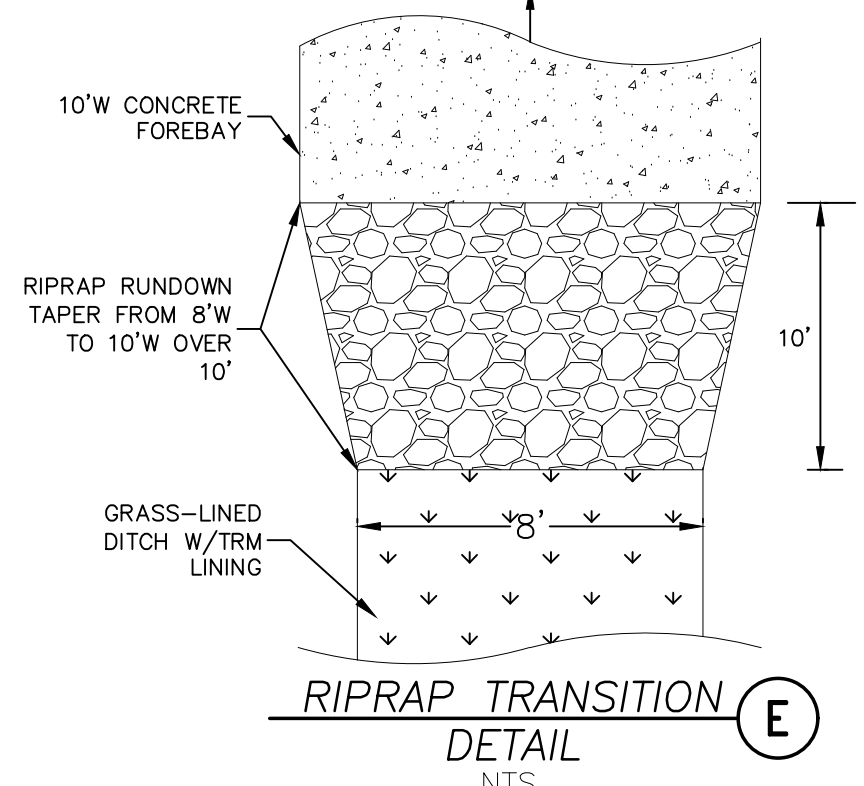 10'W CONCRETE
FOREBAY
RIPRAP RUNDOWN
TAPER FROM 8'W
TO 10'W OVER
10'
10'
GRASS–LINED
DITCH W/TRM
LINING
8'
RIPRAP TRANSITION
DETAIL
E
NTS